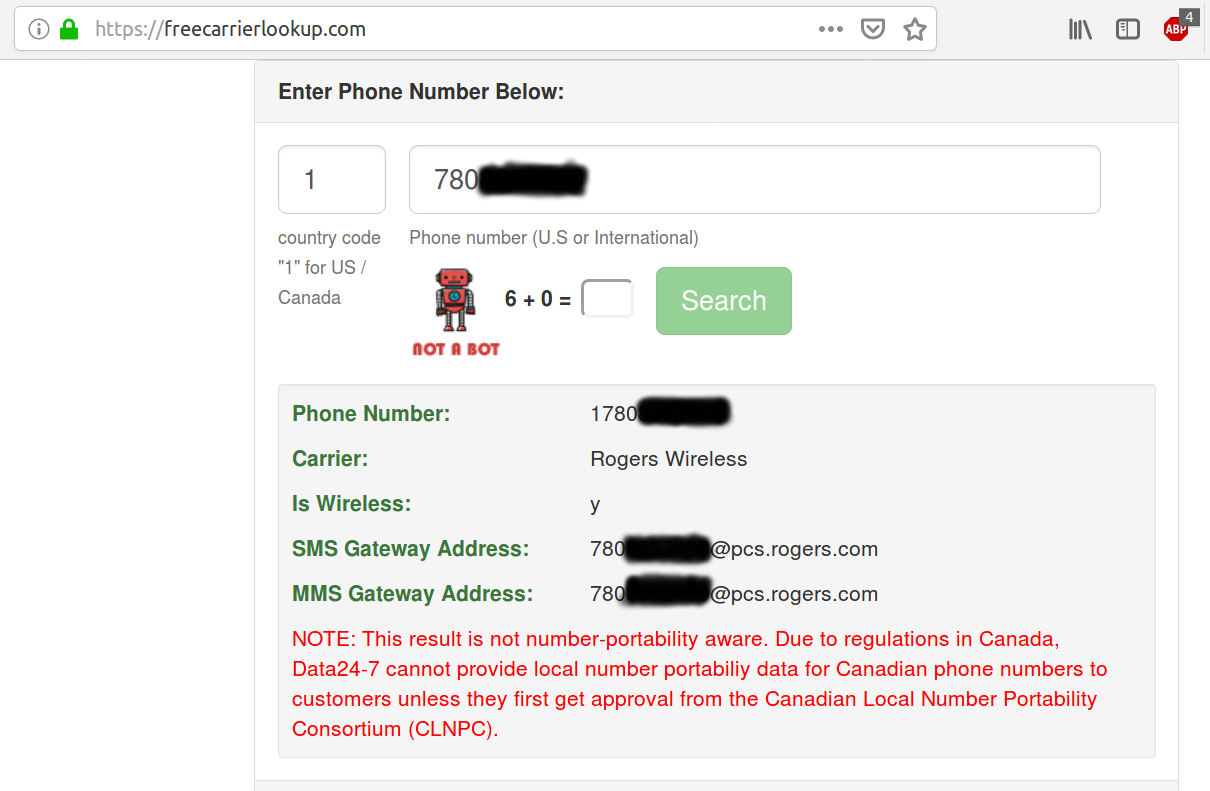 https://freecarrierlookup.com
4
ABP
Enter Phone Number Below:
1
780
country code
"1" for US /
Canada
Phone number (U.S or International)
6 + 0 =
Search
NOT A BOT
Phone Number: 1780
Carrier: Rogers Wireless
Is Wireless: y
SMS Gateway Address: 780 @pcs.rogers.com
MMS Gateway Address: 780 @pcs.rogers.com
NOTE: This result is not number-portability aware. Due to regulations in Canada,
Data24-7 cannot provide local number portabiliy data for Canadian phone numbers to
customers unless they first get approval from the Canadian Local Number Portability
Consortium (CLNPC).